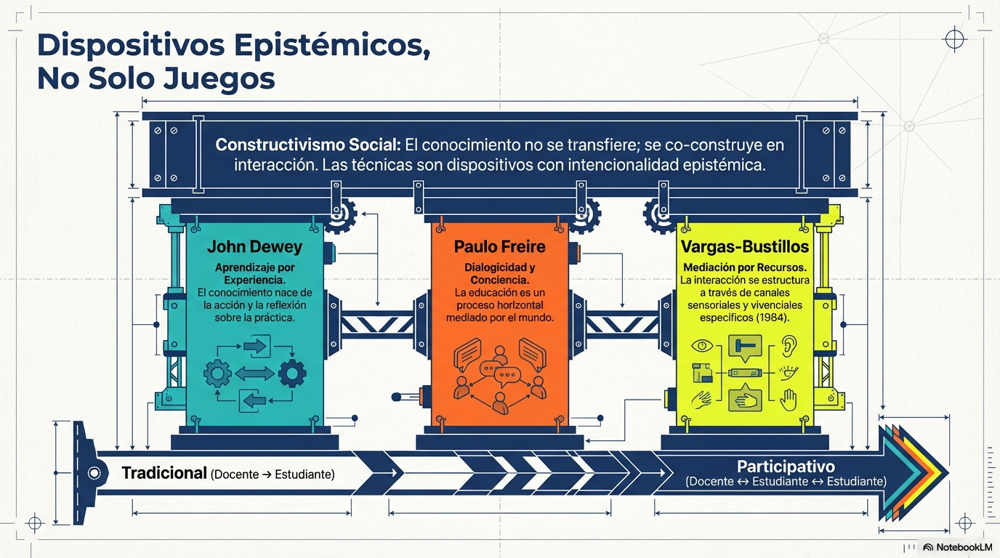 Dispositivos Epistémicos,
No Solo Juegos
Constructivismo Social: El conocimiento no se transfiere; se co-construye en
interacción. Las técnicas son dispositivos con intencionalidad epistémica.
John Dewey
Aprendizaje por
Experiencia.
El conocimiento nace de
la acción y la reflexión
sobre la práctica.
Paulo Freire
Dialogicidad y
Conciencia.
La educación es un
proceso horizontal
mediado por el mundo.
Vargas-Bustillos
Mediación por Recursos.
La interacción se estructura
a través de canales
sensoriales y vivenciales
específicos (1984).
Tradicional (Docente → Estudiante)
Participativo
(Docente ↔ Estudiante ↔ Estudiante)
NotebookLM